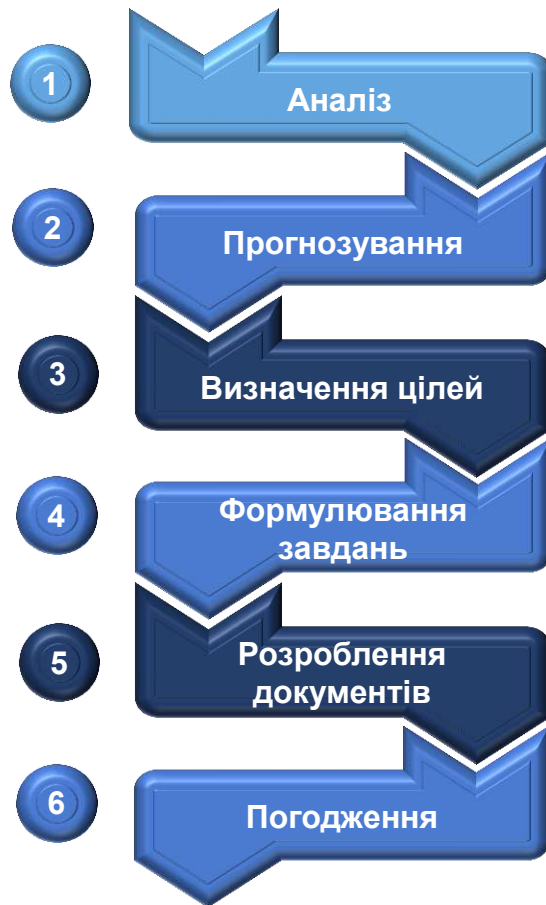 1
Аналіз
2
Прогнозування
3
Визначення цілей
4
Формулювання
завдань
5
Розроблення
документів
6
Погодження